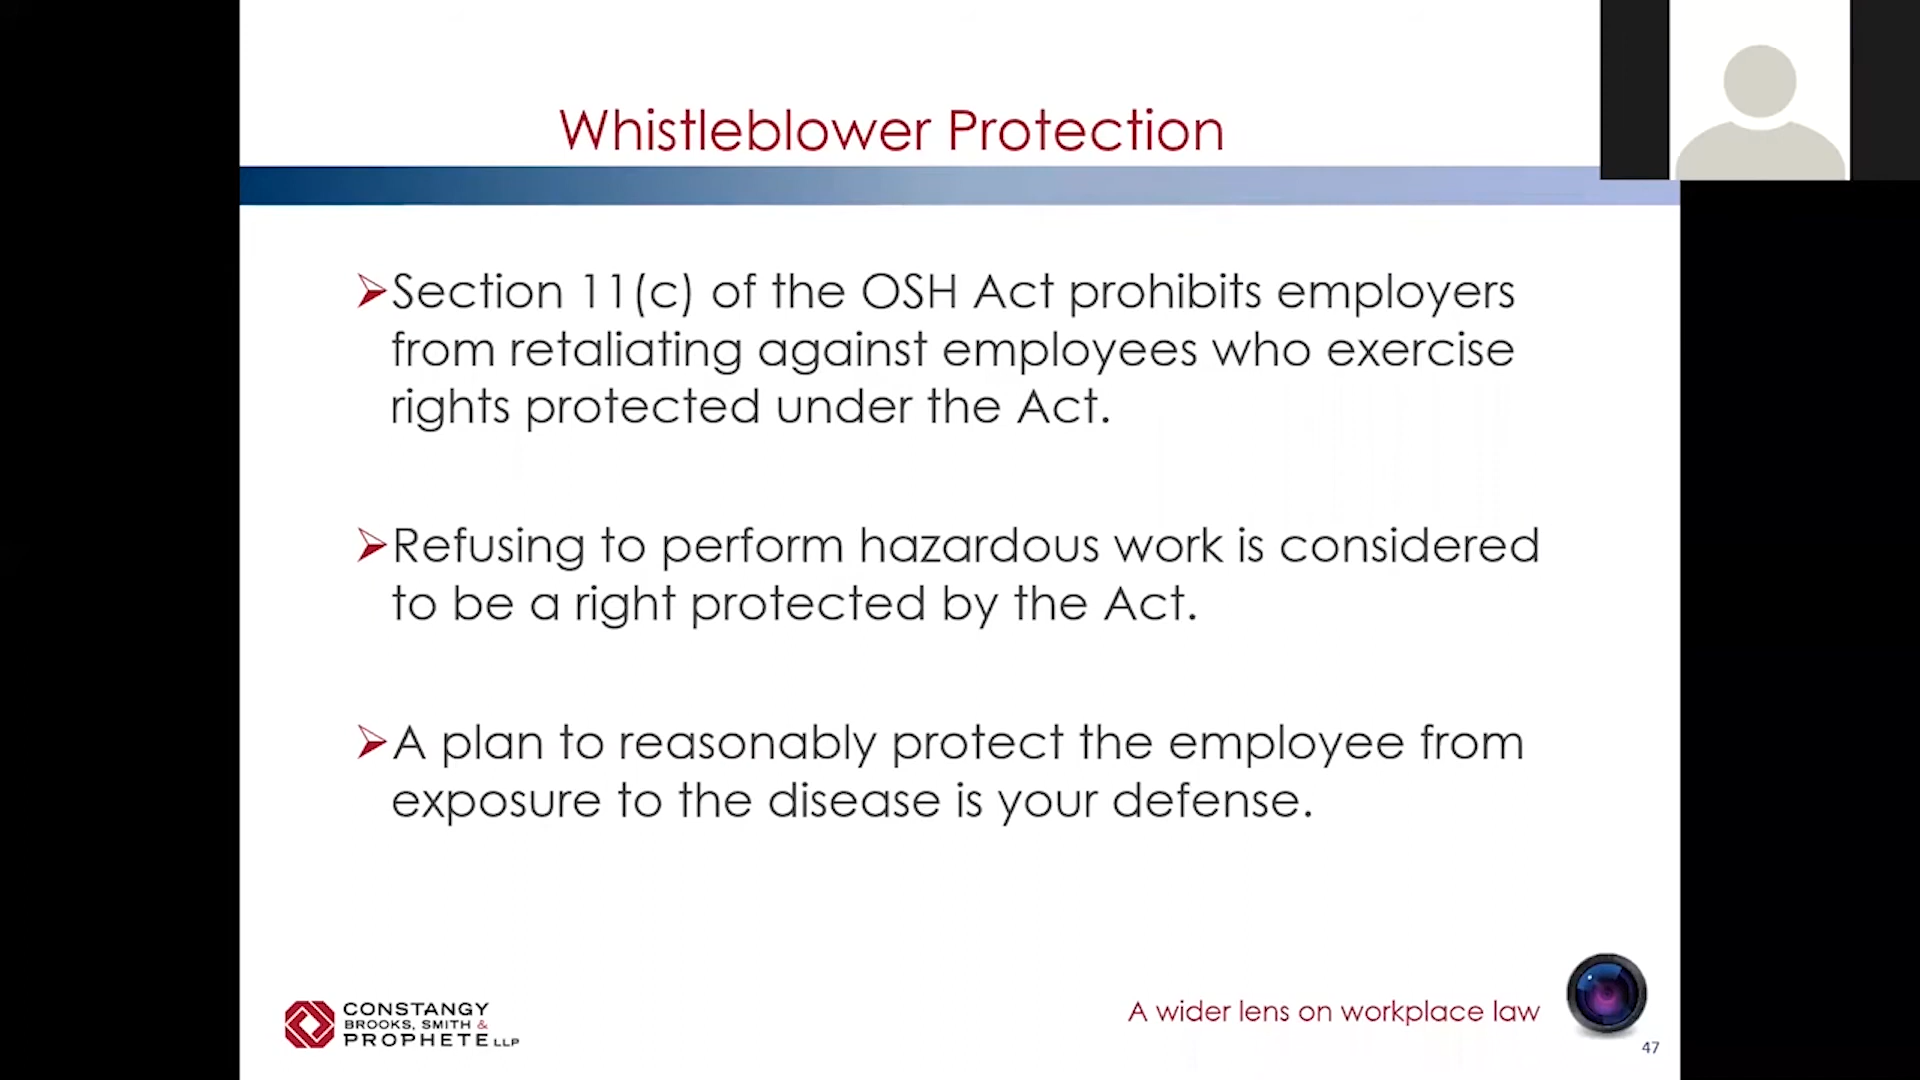 Whistleblower Protection
Section 11(c) of the OSH Act prohibits employers
from retaliating against employees who exercise
rights protected under the Act.
Refusing to perform hazardous work is considered
to be a right protected by the Act.
A plan to reasonably protect the employee from
exposure to the disease is your defense.
CONSTANGY
BROOKS, SMITH &
PROPHETE LLP
A wider lens on workplace law
47